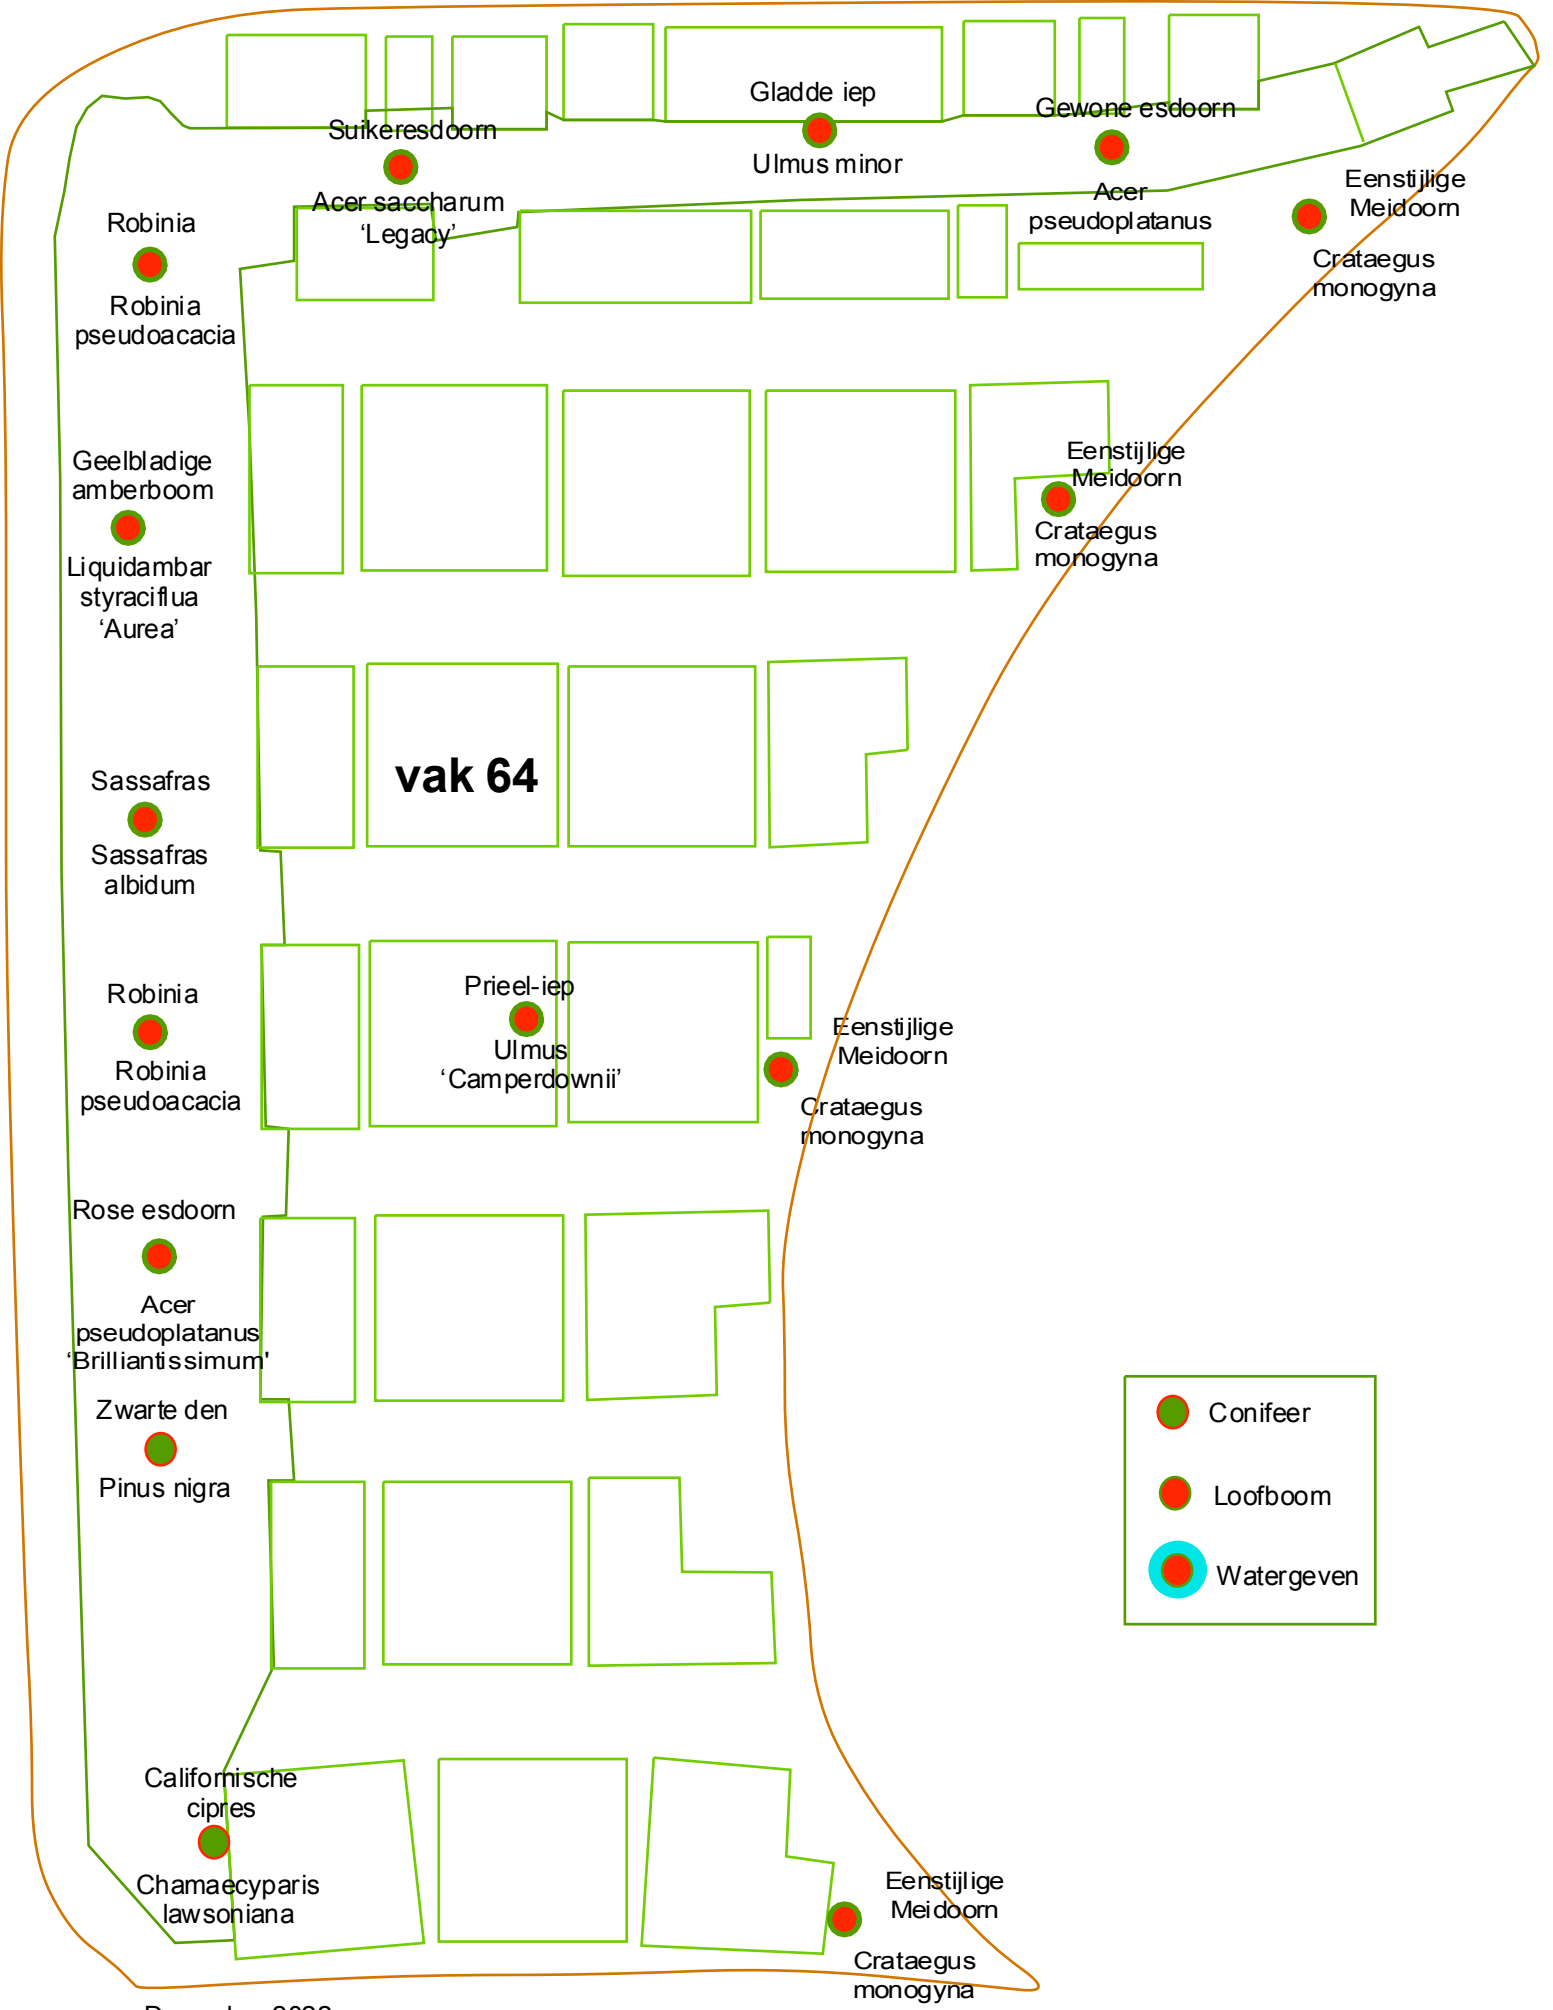 Gladde iep
Ulmus minor
Gewone esdoorn
Acer
pseudoplatanus
Suikeresdoorn
Acer saccharum
‘Legacy’
Eenstijlige
Meidoorn
Crataegus
monogyna
Robinia
Robinia
pseudoacacia
Geelbladige
amberboom
Liquidambar
styraciflua
‘Aurea’
Eenstijlige
Meidoorn
Crataegus
monogyna
vak 64
Sassafras
Sassafras
albidum
Robinia
Robinia
pseudoacacia
Prieel-iep
Ulmus
‘Camperdownii’
Eenstijlige
Meidoorn
Crataegus
monogyna
Rose esdoorn
Acer
pseudoplatanus
‘Brilliantissimum'
Zwarte den
Pinus nigra
Conifeer
Loofboom
Watergeven
Californische
cipres
Chamaecyparis
lawsoniana
Eenstijlige
Meidoorn
Crataegus
monogyna